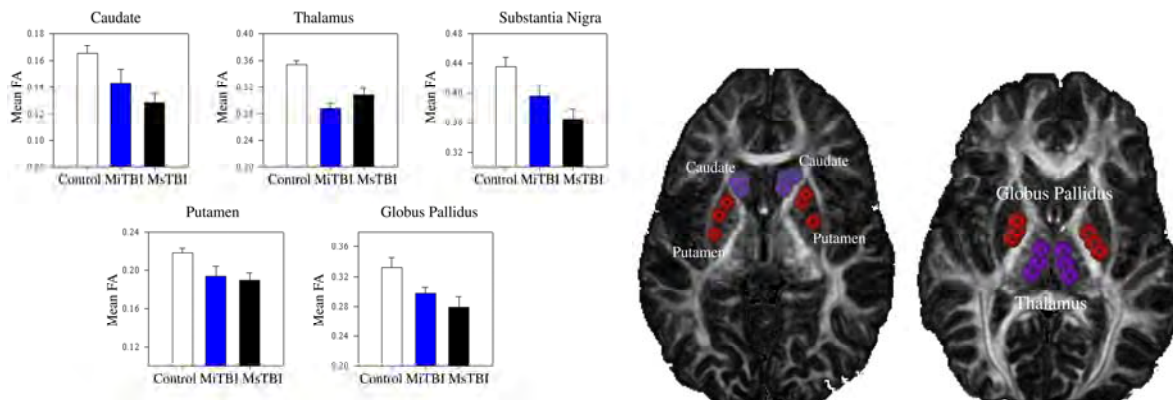 Caudate
0.18
0.16
0.14
0.12
0.10
Mean FA
Control MiTBI MsTBI
Thalamus
0.40
0.36
0.32
0.28
0.24
0.20
Mean FA
Control MiTBI MsTBI
Substantia Nigra
0.48
0.44
0.40
0.36
0.32
Mean FA
Control MiTBI MsTBI
Putamen
0.24
0.20
0.16
0.12
Mean FA
Control MiTBI MsTBI
Globus Pallidus
0.36
0.32
0.28
0.24
0.20
Mean FA
Control MiTBI MsTBI
Caudate
Caudate
Putamen
Putamen
Globus Pallidus
Thalamus